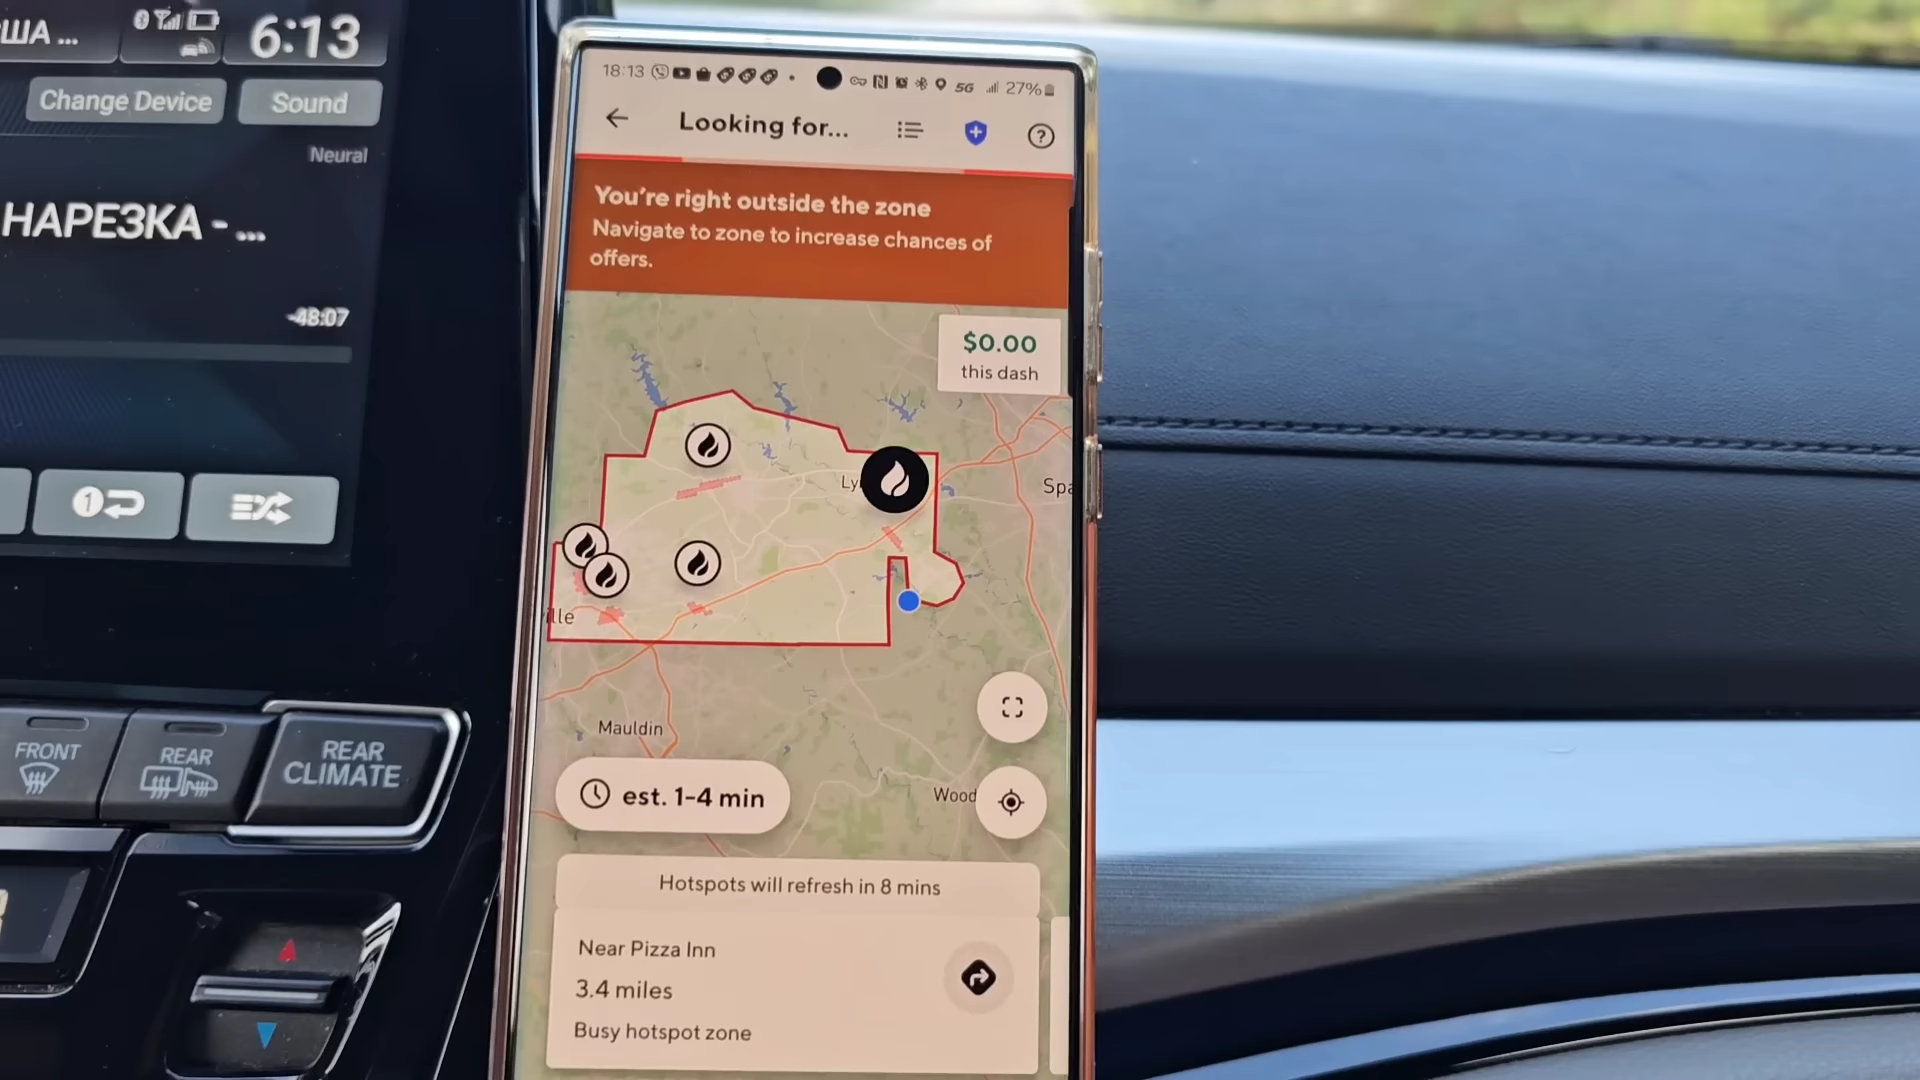 ША ...
6:13
Change Device
Sound
Neural
НАРЕЗКА - ...
-48:07
1
FRONT
REAR
REAR
CLIMATE
18:13
5G
27%
Looking for...
?
You're right outside the zone
Navigate to zone to increase chances of
offers.
$0.00
this dash
Ly
Spa
ille
Mauldin
Wood
est. 1-4 min
Hotspots will refresh in 8 mins
Near Pizza Inn
3.4 miles
Busy hotspot zone